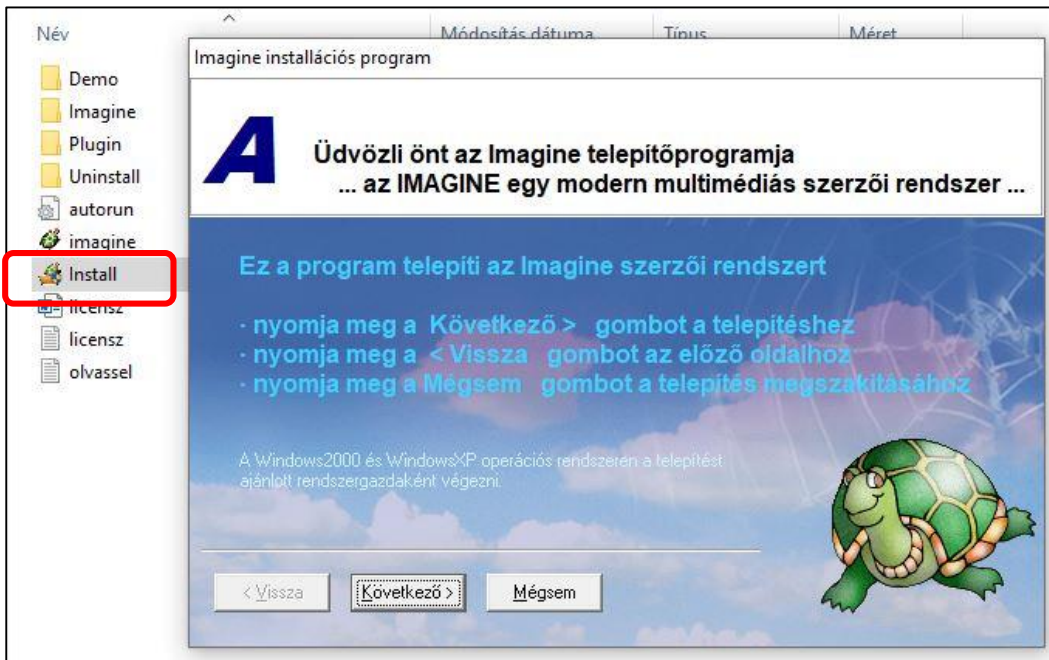 Név Módosítás dátuma Típus Méret
Demo
Imagine
Plugin
Uninstall
autorun
imagine
Install
licensz
licensz
olvassel
Imagine installációs program
A
Üdvözli önt az Imagine telepitőprogramja
... az IMAGINE egy modern multimédiás szerzői rendszer ...
Ez a program telepiti az Imagine szerzői rendszert
· nyomja meg a Következő > gombot a telepítéshez
· nyomja meg a < Vissza gombot az előző oldalhoz
· nyomja meg a Mégsem gombot a telepítés megszakitásához
A Windows2000 és WindowsXP operációs rendszeren a telepítést
ajánlott rendszergazdaként végezni.
< Vissza Következő > Mégsem